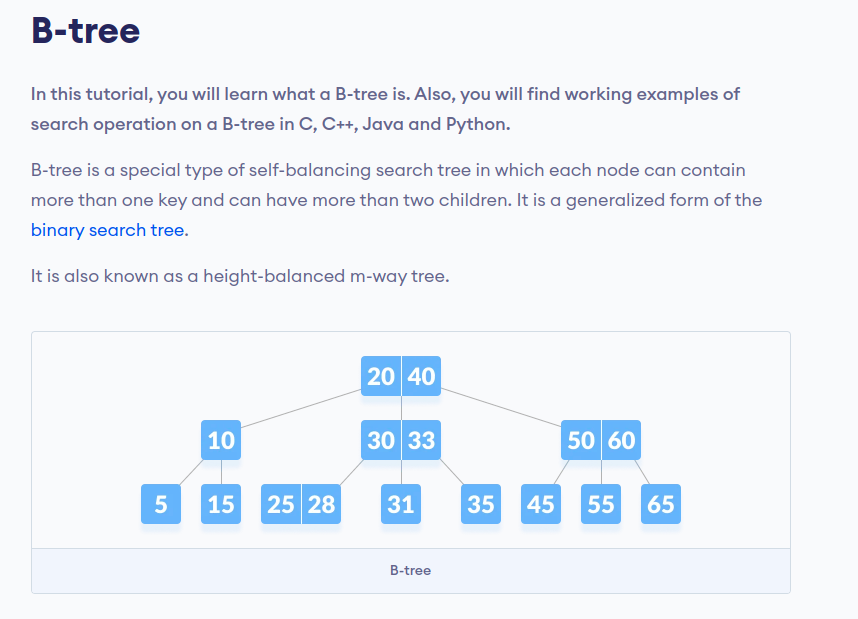 B-tree
In this tutorial, you will learn what a B-tree is. Also, you will find working examples of
search operation on a B-tree in C, C++, Java and Python.
B-tree is a special type of self-balancing search tree in which each node can contain
more than one key and can have more than two children. It is a generalized form of the
binary search tree.
It is also known as a height-balanced m-way tree.
20 40
10 30 33 50 60
5 15 25 28 31 35 45 55 65
B-tree